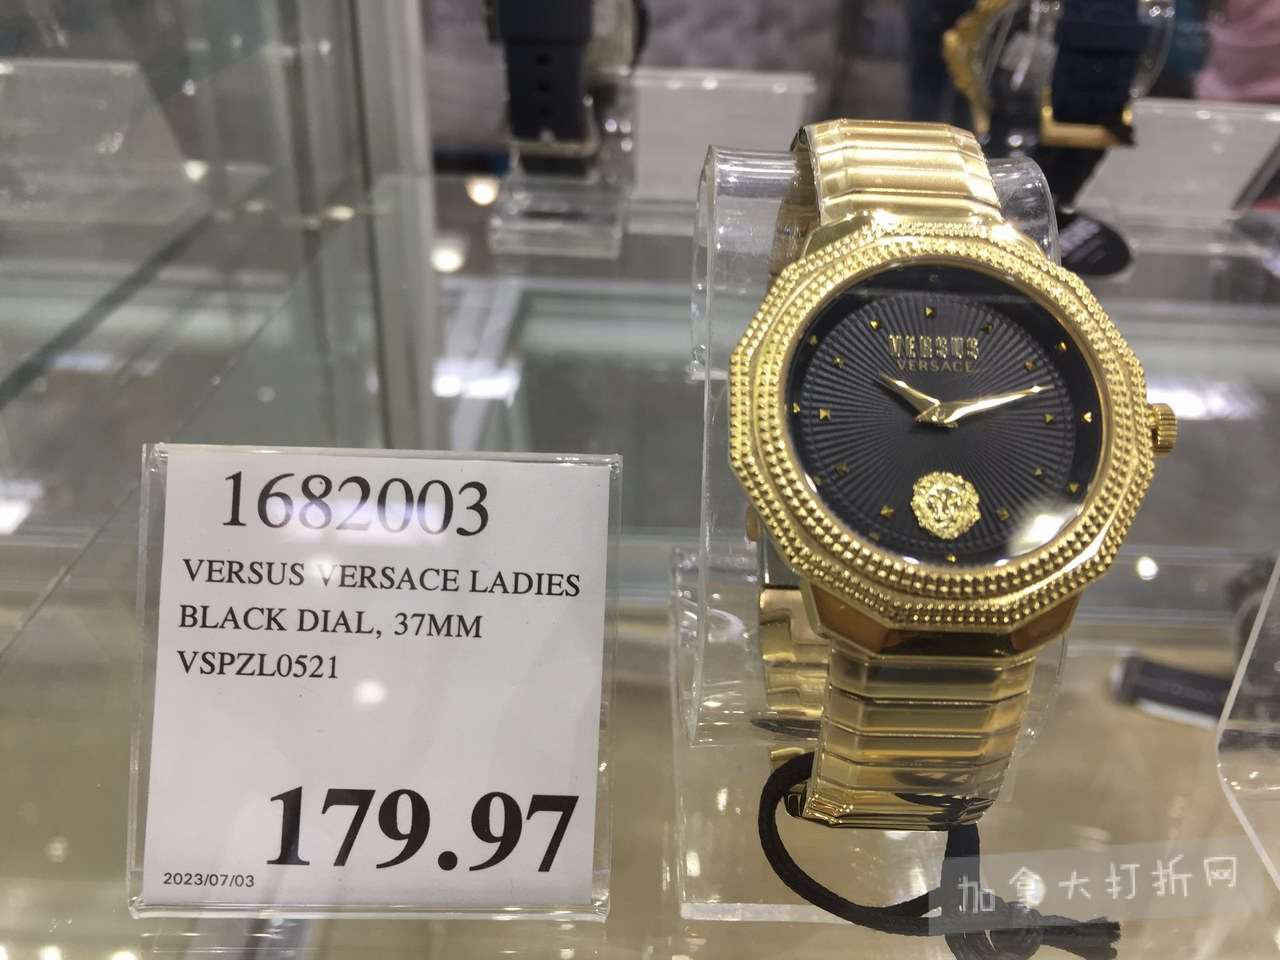 1682003
VERSUS VERSACE LADIES
BLACK DIAL, 37MM
VSPZL0521
179.97
2023/07/03
VERSUS
VERSACE
加拿大打折网